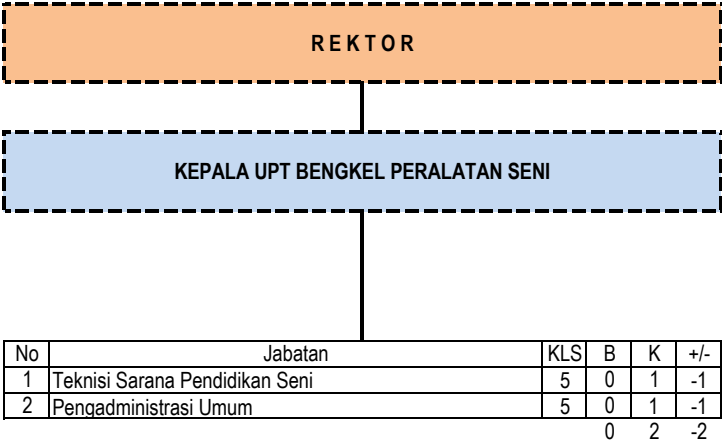 R E K T O R
KEPALA UPT BENGKEL PERALATAN SENI
No Jabatan KLS B K +/-
1 Teknisi Sarana Pendidikan Seni 5 0 1 -1
2 Pengadministrasi Umum 5 0 1 -1
0 2 -2